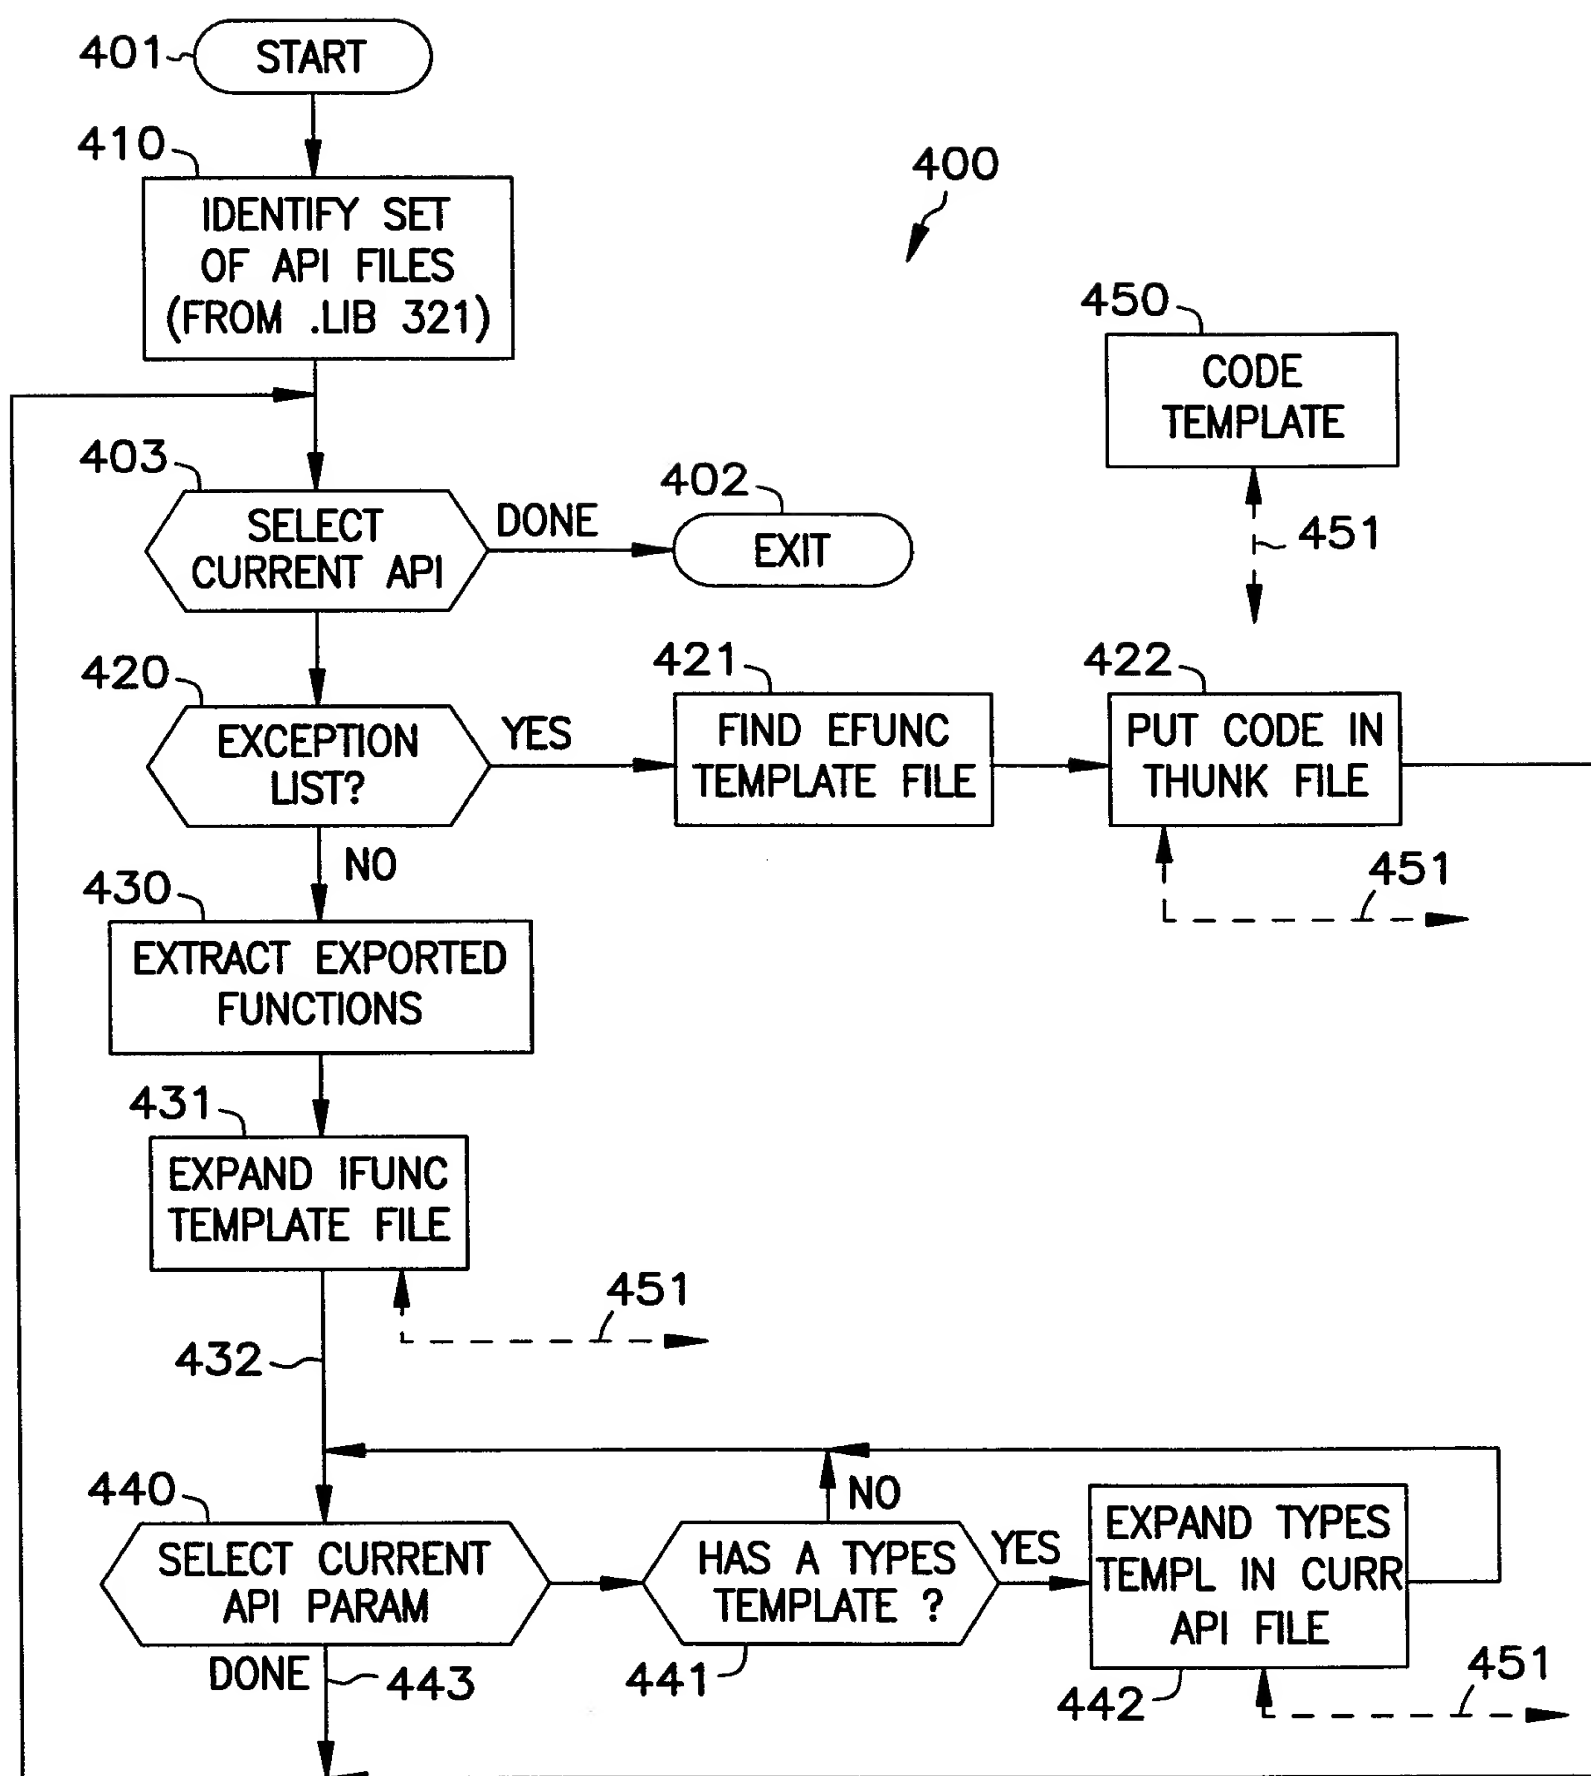 401
START
410
IDENTIFY SET
OF API FILES
(FROM .LIB 321)
400
450
CODE
TEMPLATE
451
403
SELECT
CURRENT API
DONE
402
EXIT
420
EXCEPTION
LIST?
YES
421
FIND EFUNC
TEMPLATE FILE
422
PUT CODE IN
THUNK FILE
451
NO
430
EXTRACT EXPORTED
FUNCTIONS
431
EXPAND IFUNC
TEMPLATE FILE
451
432
440
SELECT CURRENT
API PARAM
NO
HAS A TYPES
TEMPLATE ?
441
YES
EXPAND TYPES
TEMPL IN CURR
API FILE
442
451
DONE
443